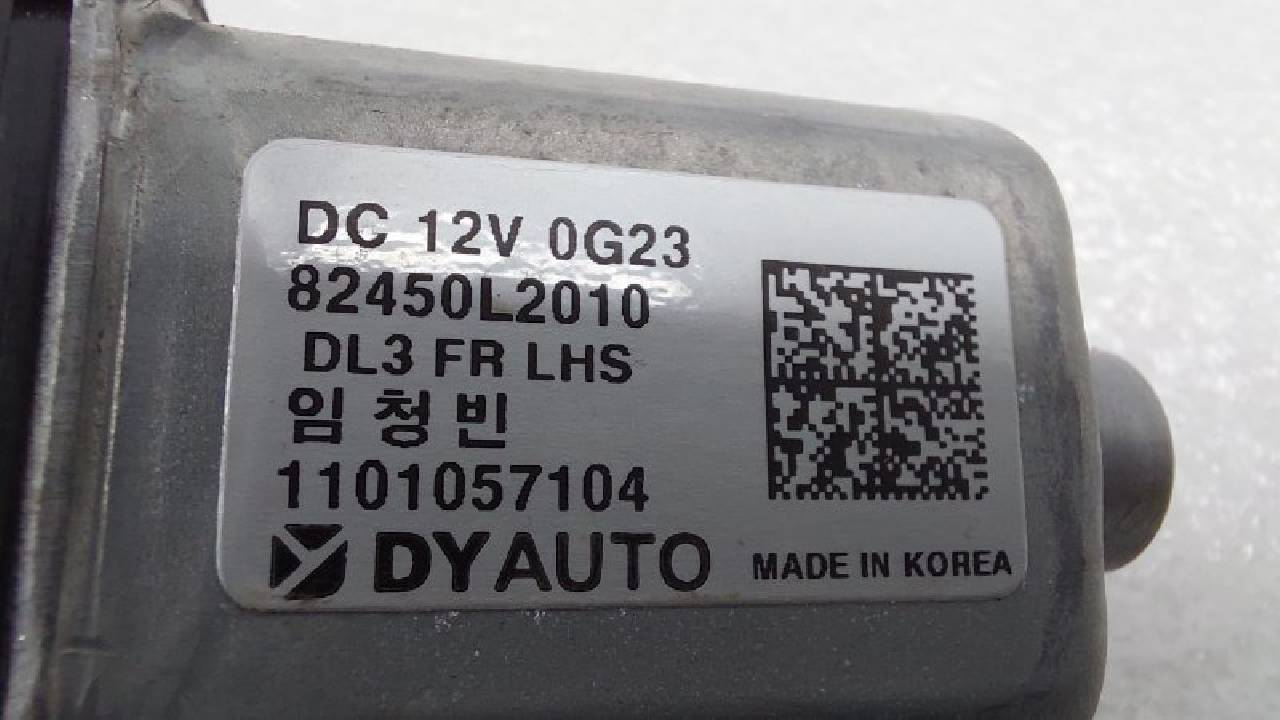 DC 12V 0G23
82450L2010
DL3 FR LHS
임 청 빈
1101057104
DYAUTO
MADE IN KOREA